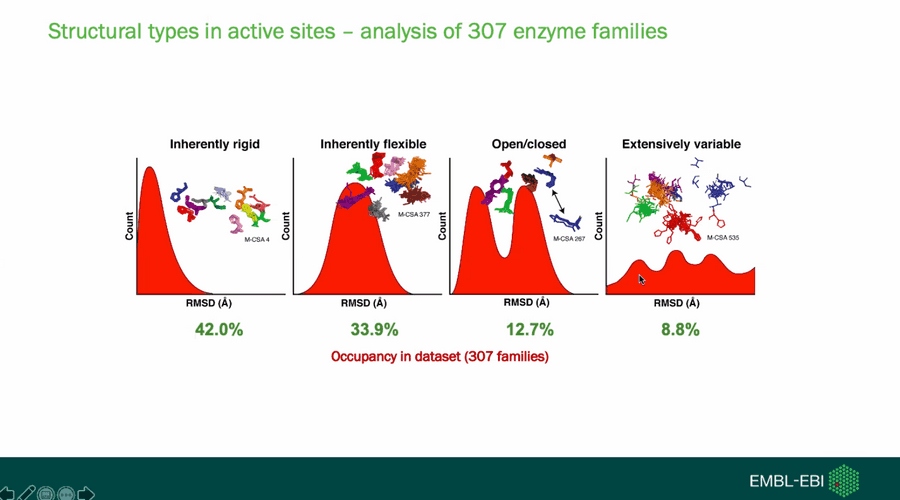 Structural types in active sites – analysis of 307 enzyme families
Inherently rigid
Count
M-CSA 4
RMSD (Å)
42.0%
Inherently flexible
Count
M-CSA 377
RMSD (Å)
33.9%
Open/closed
Count
M-CSA 267
RMSD (Å)
12.7%
Extensively variable
Count
M-CSA 535
RMSD (Å)
8.8%
Occupancy in dataset (307 families)
EMBL-EBI